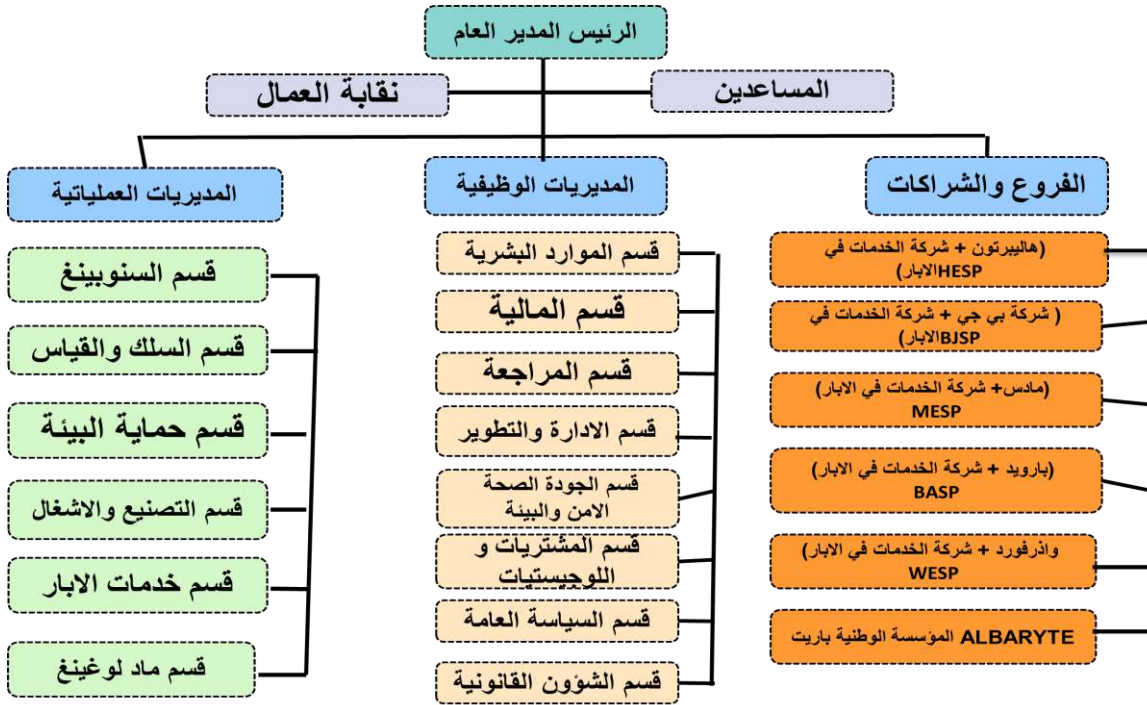 الرئيس المدير العام
المساعدين
نقابة العمال
الفروع والشراكات
(هاليبرتون + شركة الخدمات في
الابار HESP)
( شركة بي جي + شركة الخدمات في
الابار BJSP)
(مادس+ شركة الخدمات في الابار)
MESP
(بارويد + شركة الخدمات في الابار)
BASP
واذرفورد + شركة الخدمات في الابار)
WESP
ALBARYTE المؤسسة الوطنية باريت
المديريات الوظيفية
قسم الموارد البشرية
قسم المالية
قسم المراجعة
قسم الادارة والتطوير
قسم الجودة الصحة
الامن والبيئة
قسم المشتريات و
اللوجيستيات
قسم السياسة العامة
قسم الشؤون القانونية
المديريات العملياتية
قسم السنوبينغ
قسم السلك والقياس
قسم حماية البيئة
قسم التصنيع والاشغال
قسم خدمات الابار
قسم ماد لوغينغ